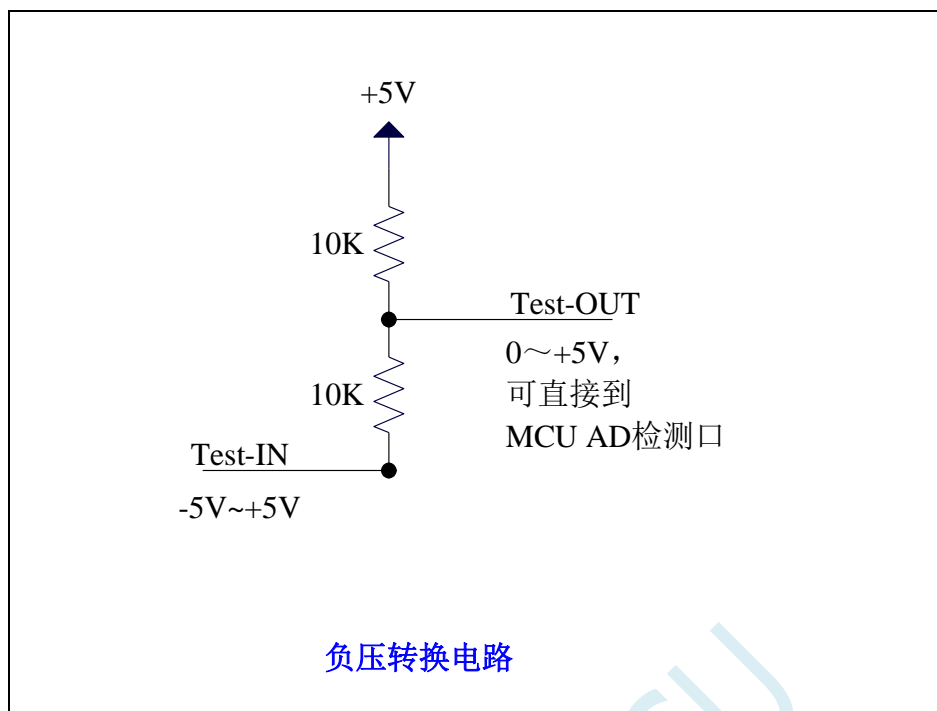 +5V
10K
Test-OUT
0～+5V，
可直接到
MCU AD检测口
10K
Test-IN
-5V~+5V
负压转换电路